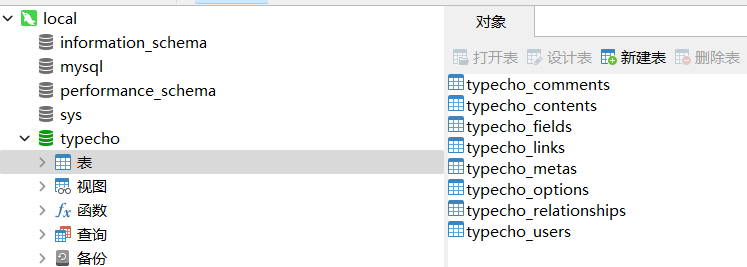 local
information_schema
mysql
performance_schema
sys
typecho
表
视图
fx 函数
查询
备份
对象
打开表 设计表 新建表 删除表
typecho_comments
typecho_contents
typecho_fields
typecho_links
typecho_metas
typecho_options
typecho_relationships
typecho_users